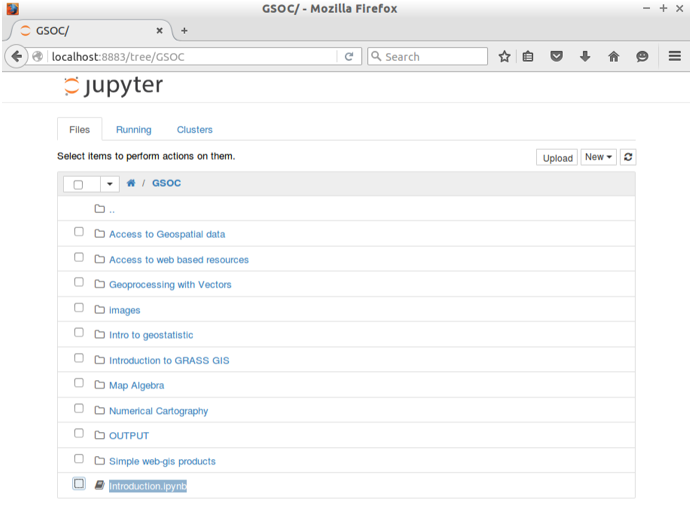 GSOC/ - Mozilla Firefox
GSOC/
localhost:8883/tree/GSOC
Search
jupyter
Files Running Clusters
Select items to perform actions on them.
Upload New
/ GSOC
..
Access to Geospatial data
Access to web based resources
Geoprocessing with Vectors
images
Intro to geostatistic
Introduction to GRASS GIS
Map Algebra
Numerical Cartography
OUTPUT
Simple web-gis products
Introduction.ipynb